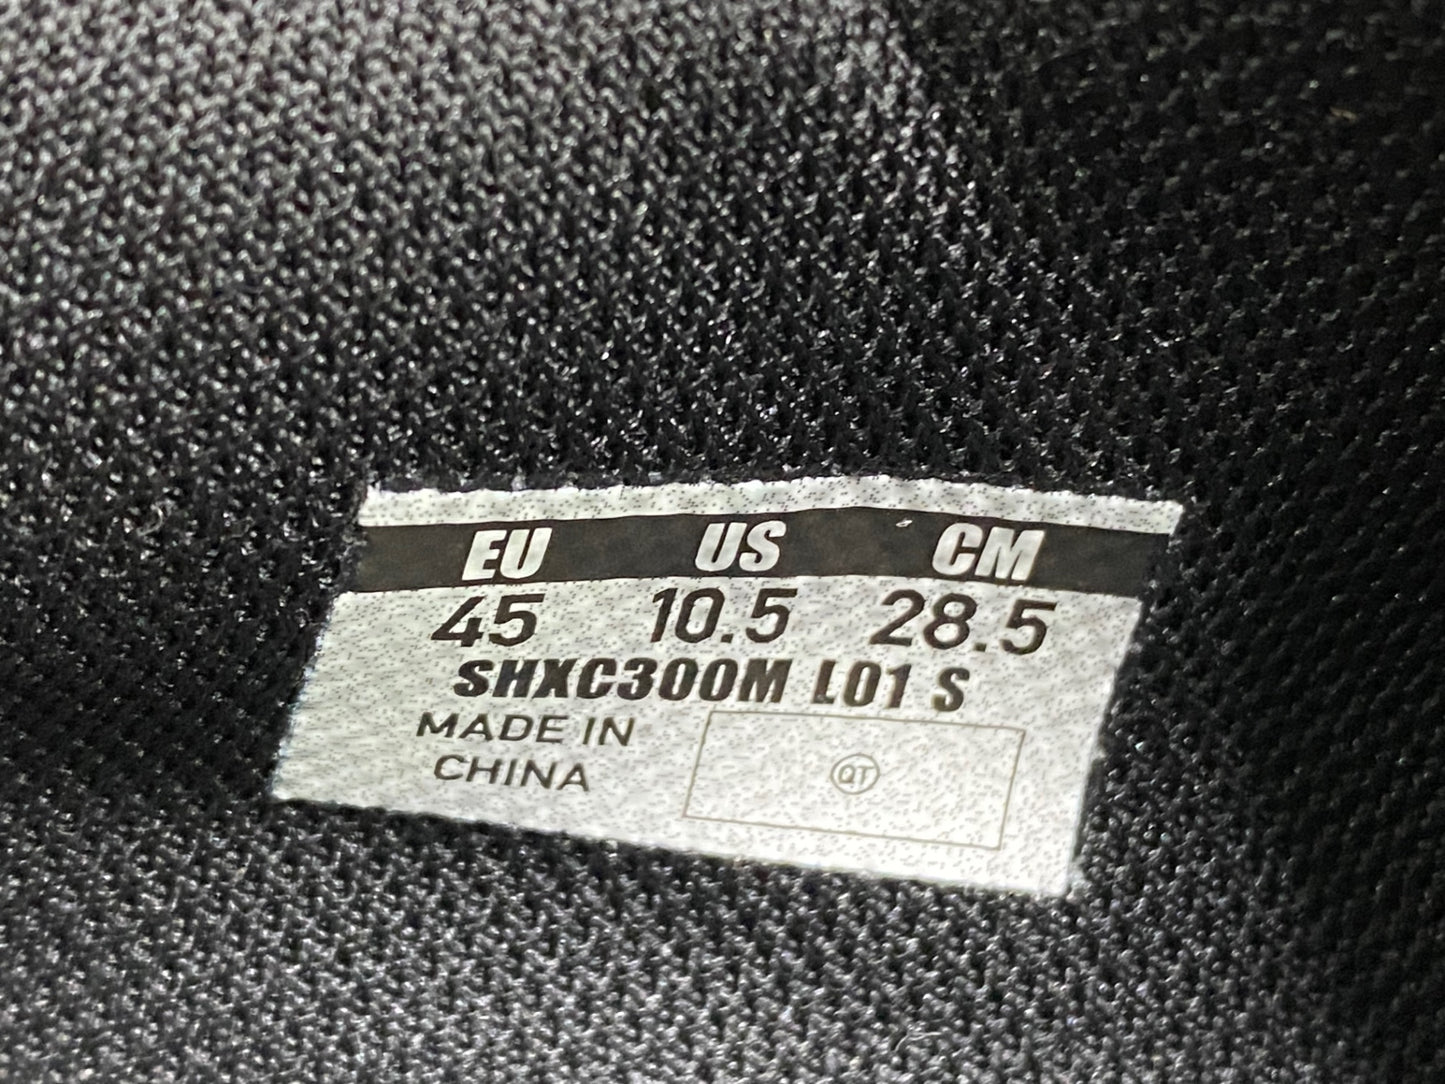 EU US CM
45 10.5 28.5
SHXC300M L01 S
MADE IN
CHINA
QT